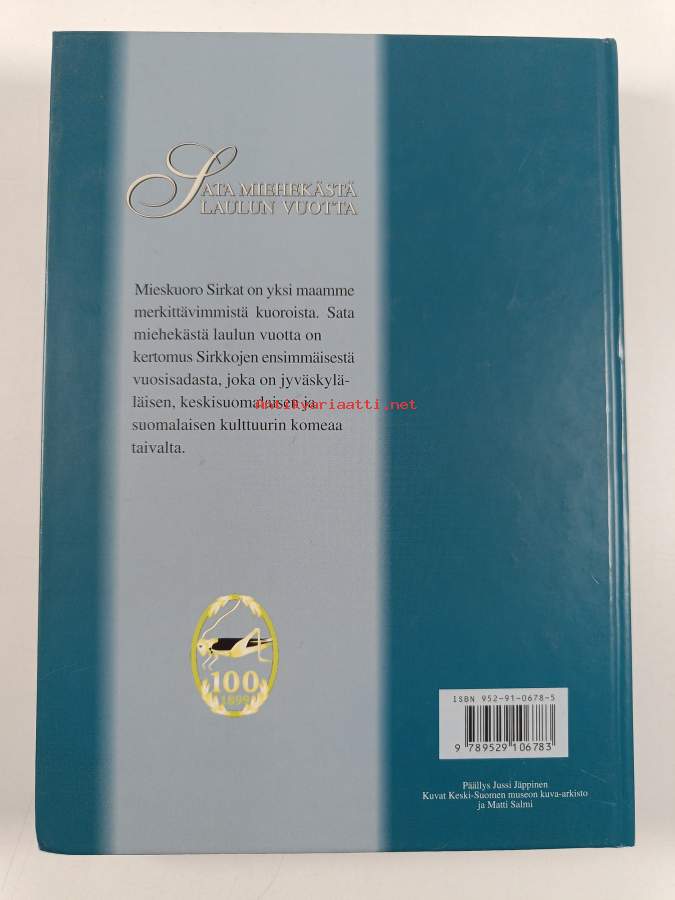 SATA MIEHEKÄSTÄ
LAULUN VUOTTA
Mieskuoro Sirkat on yksi maamme
merkittävimmistä kuoroista. Sata
miehekästä laulun vuotta on
kertomus Sirkkojen ensimmäisestä
vuosisadasta, joka on jyväskylä-
läisen, keskisuomalaisen ja
Antikvariaatti.net
suomalaisen kulttuurin komeaa
taivalta.
100
1899
ISBN 952-91-0678-5
9 789529 106783
Päällys Jussi Jäppinen
Kuvat Keski-Suomen museon kuva-arkisto
ja Matti Salmi